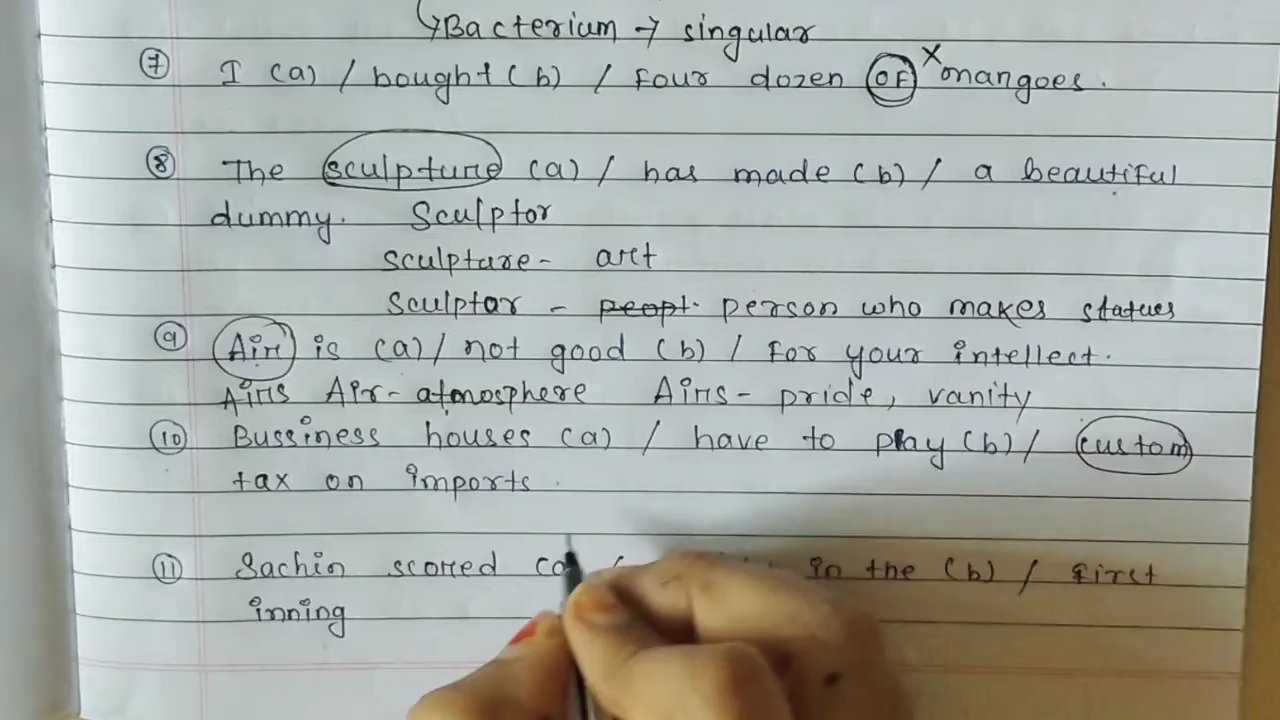 ↳Bacterium → singular
⑦ I (a) / bought (b) / four dozen OF x mangoes.
⑧ The sculpture (a) / has made (b) / a beautiful
dummy. Sculptor
sculpture - art
sculptor - peopl. person who makes statues
⑨ Air is (a) / not good (b) / for your intellect.
Airs Air - atmosphere Airs - pride, vanity
⑩ Bussiness houses (a) / have to play (b) / custom
tax on imports.
⑪ Sachin scored (a) / in the (b) / first
inning